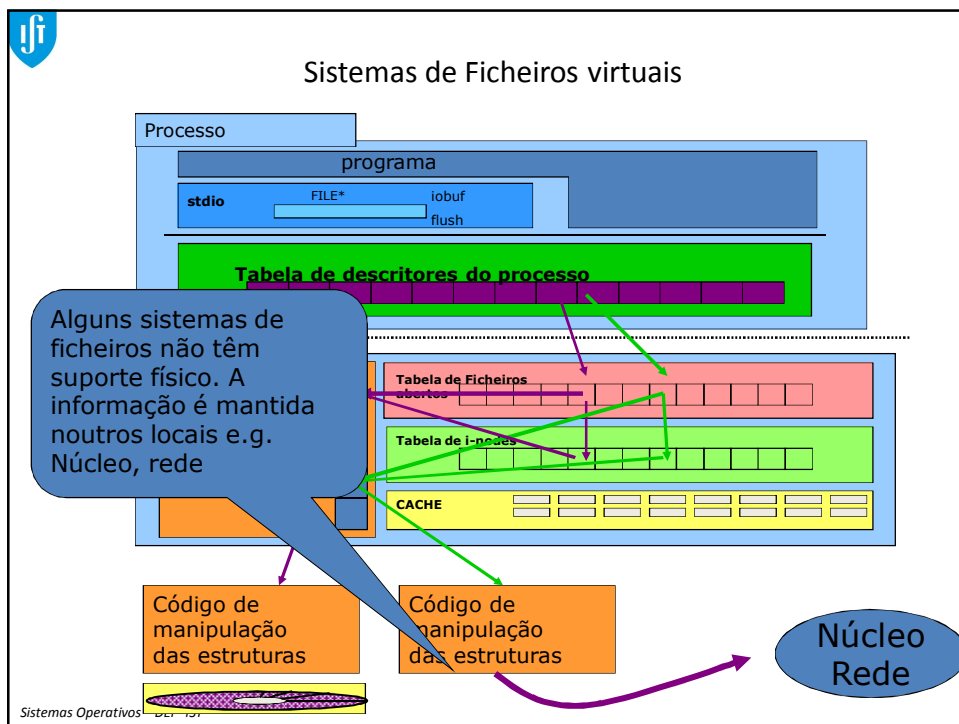 Sistemas de Ficheiros virtuais
Processo
programa
stdio
FILE*
iobuf
flush
Tabela de descritores do processo
Alguns sistemas de
ficheiros não têm
suporte físico. A
informação é mantida
noutros locais e.g.
Núcleo, rede
Tabela de Ficheiros
abertos
Tabela de i-nodes
CACHE
Código de
manipulação
das estruturas
Código de
manipulação
das estruturas
Núcleo
Rede
Sistemas Operativos